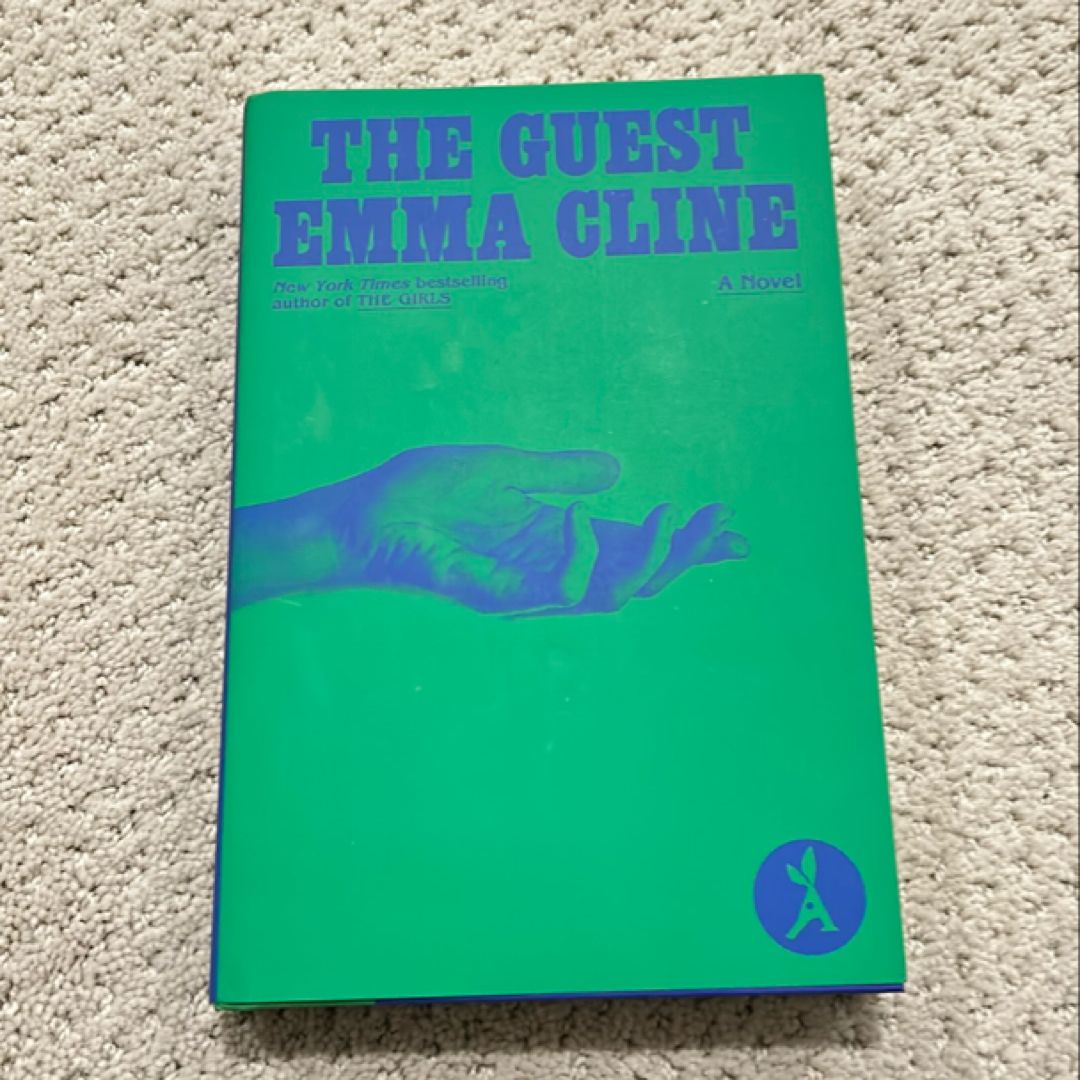 THE GUEST
EMMA CLINE
New York Times bestselling
author of THE GIRLS
A Novel
A